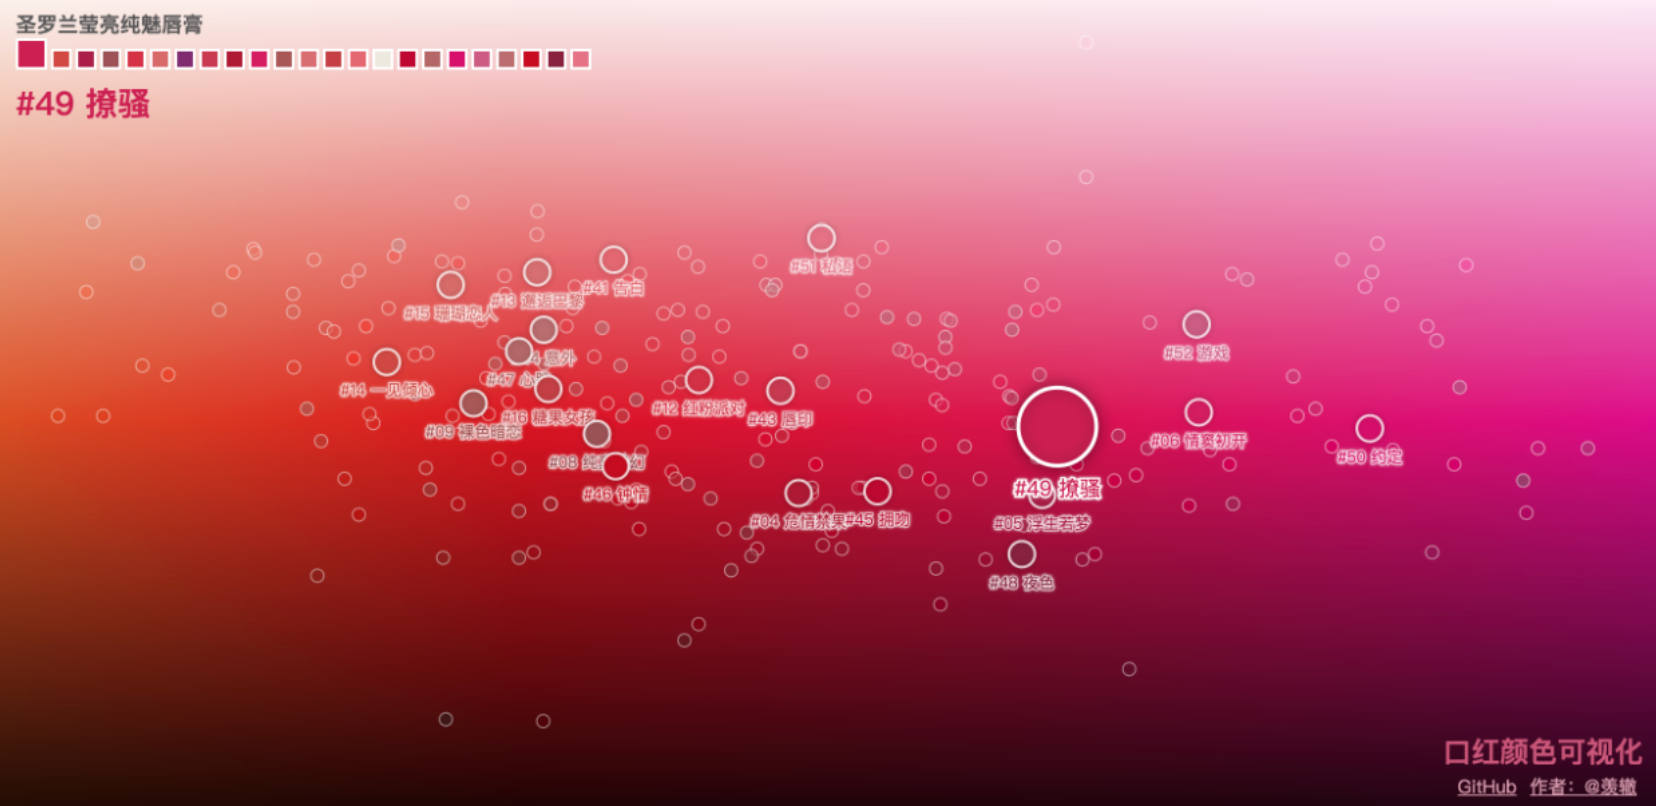 圣罗兰莹亮纯魅唇膏
#49 撩骚
#51 私语
#41 告白
#13 邂逅巴黎
#15 珊瑚恋人
#52 游戏
意外
#47
#14 一见倾心
#12 红粉派对
#43 唇印
#16 糖果女孩
#09 裸色暗恋
#06 情窦初开
#50 约定
#08
#46 钟情
#49 撩骚
#04 危情禁果
#45 拥吻
#05 浮生若梦
#48 夜色
口红颜色可视化
GitHub 作者：@羡辙